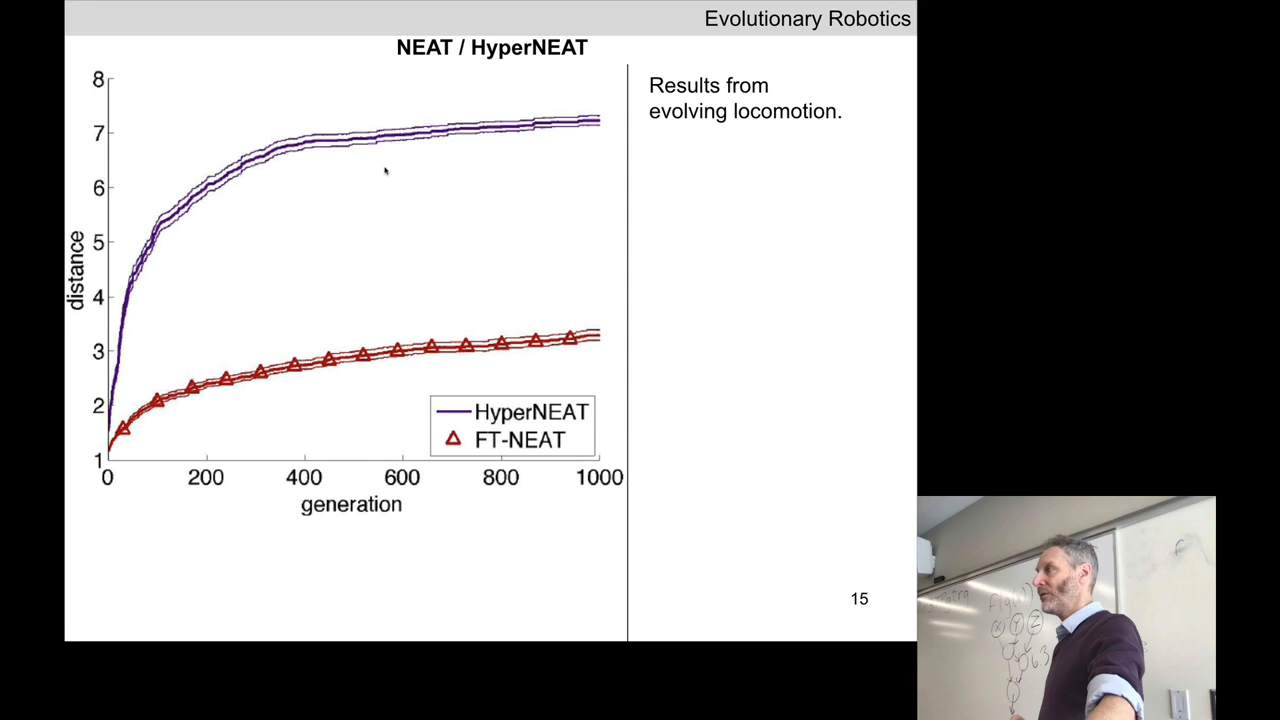 Evolutionary Robotics
NEAT / HyperNEAT
8
7
6
5
4
3
2
1
distance
0
200
400
600
800
1000
generation
HyperNEAT
FT-NEAT
Results from
evolving locomotion.
15
X Y Z